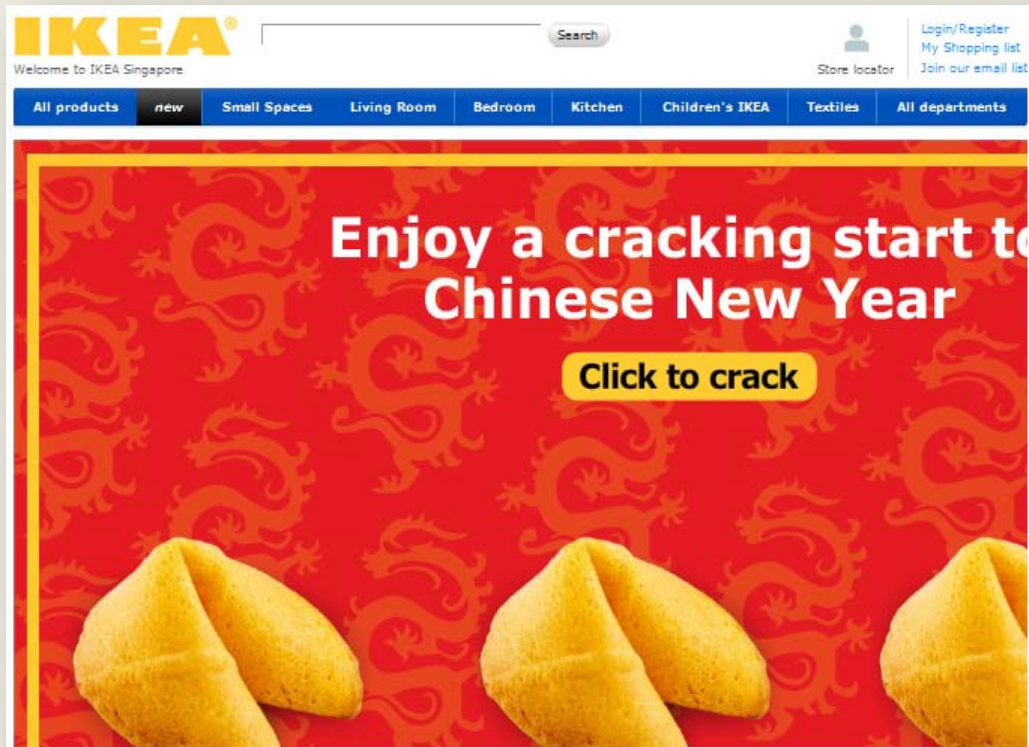 IKEA®
Search
Welcome to IKEA Singapore
Store locator
Login/Register
My Shopping list
Join our email list
All products new Small Spaces Living Room Bedroom Kitchen Children's IKEA Textiles All departments
Enjoy a cracking start to
Chinese New Year
Click to crack